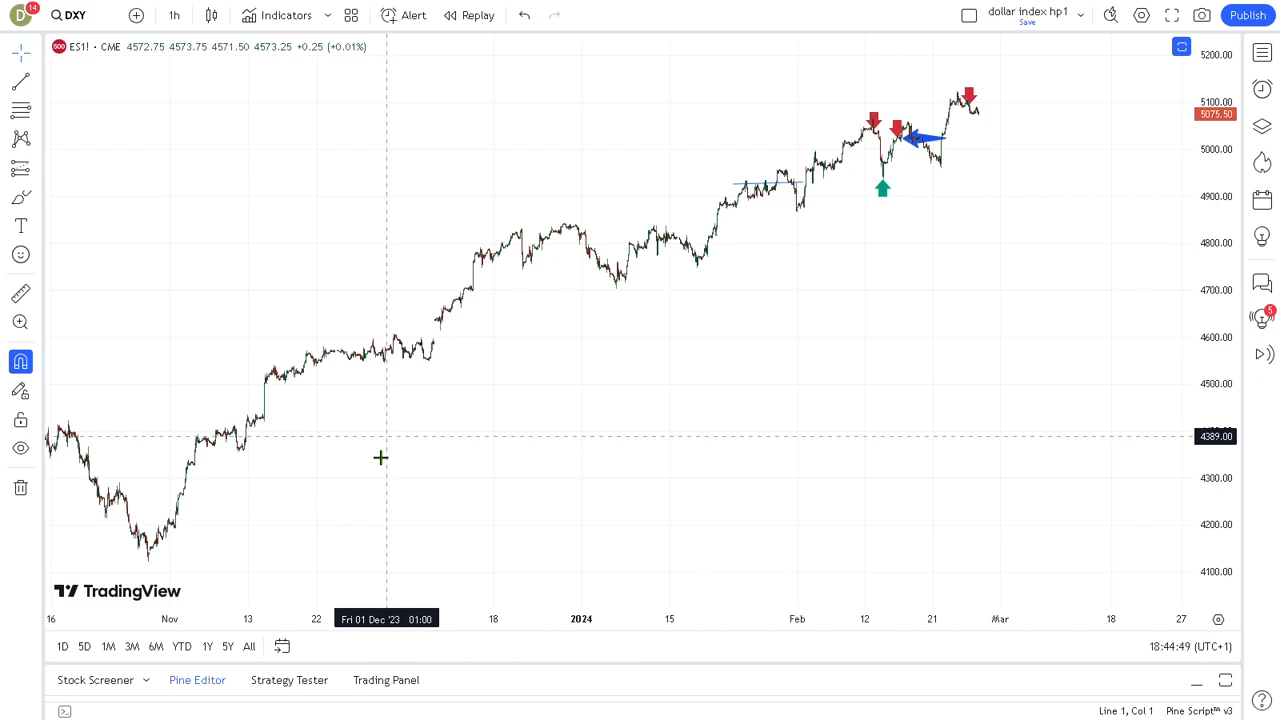 D 14 DXY 1h Indicators Alert Replay dollar index hp1 Save Publish
500 ES1! · CME 4572.75 4573.75 4571.50 4573.25 +0.25 (+0.01%)
5200.00
5100.00
5075.50
5000.00
4900.00
4800.00
4700.00
4600.00
4500.00
4389.00
4300.00
4200.00
4100.00
5
TradingView
16 Nov 13 22 Fri 01 Dec '23 01:00 18 2024 15 Feb 12 21 Mar 18 27
1D 5D 1M 3M 6M YTD 1Y 5Y All 18:44:49 (UTC+1)
Stock Screener Pine Editor Strategy Tester Trading Panel
Line 1, Col 1 Pine Script™ v3